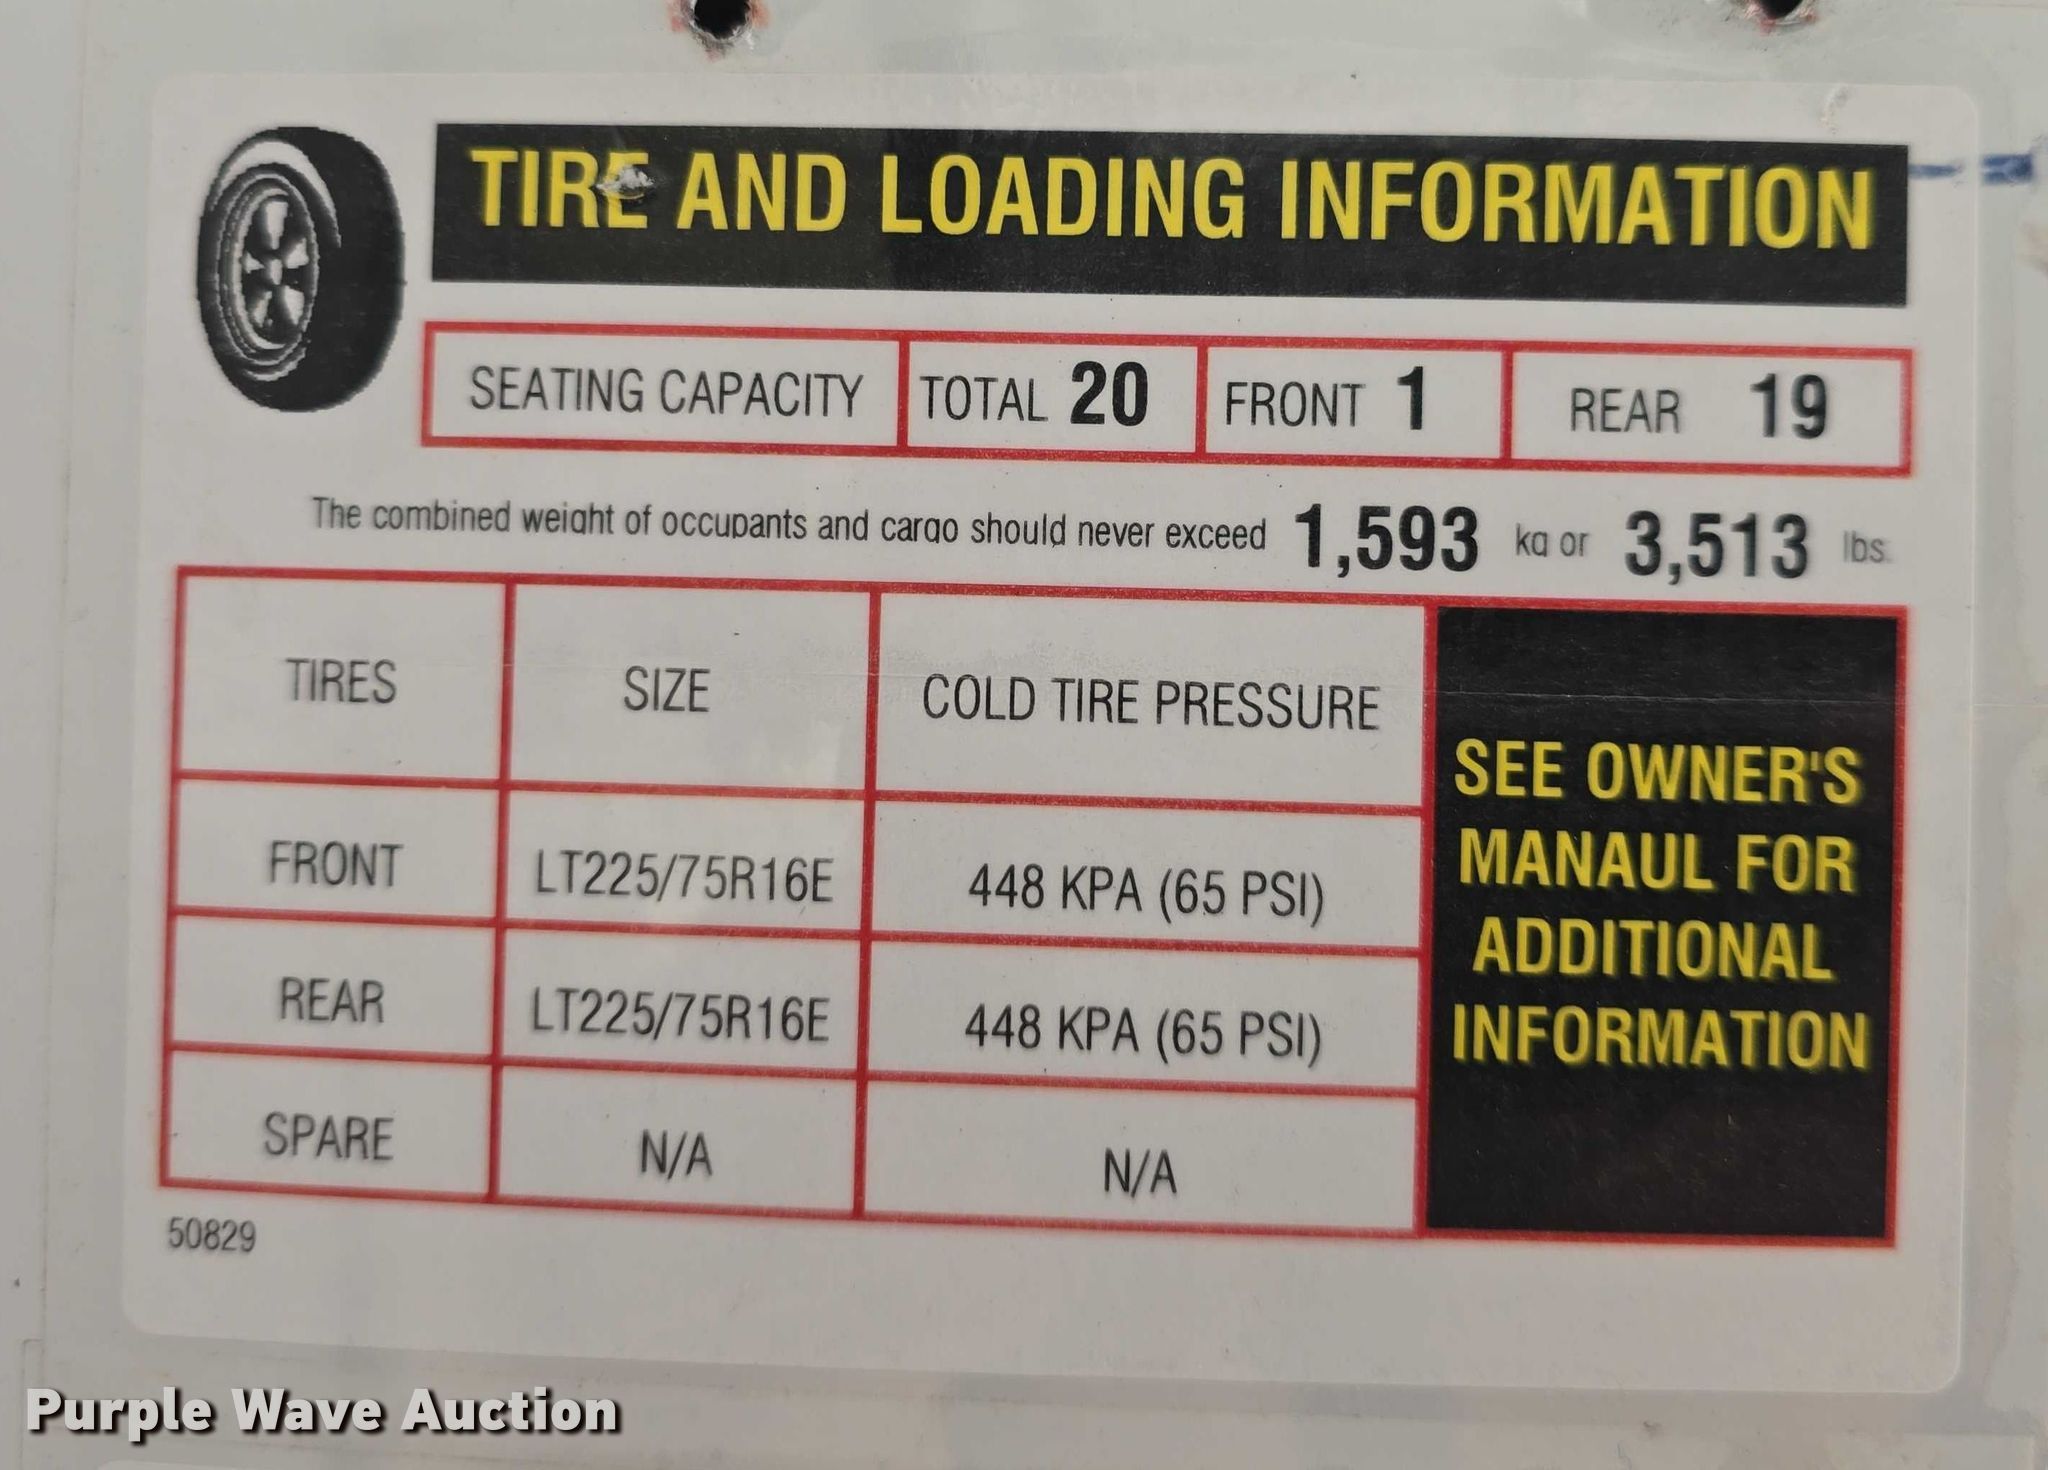 TIRE AND LOADING INFORMATION
SEATING CAPACITY TOTAL 20 FRONT 1 REAR 19
The combined weight of occupants and cargo should never exceed 1,593 kg or 3,513 lbs.
TIRES SIZE COLD TIRE PRESSURE
FRONT LT225/75R16E 448 KPA (65 PSI)
REAR LT225/75R16E 448 KPA (65 PSI)
SPARE N/A N/A
SEE OWNER'S
MANAUL FOR
ADDITIONAL
INFORMATION
50829
Purple Wave Auction